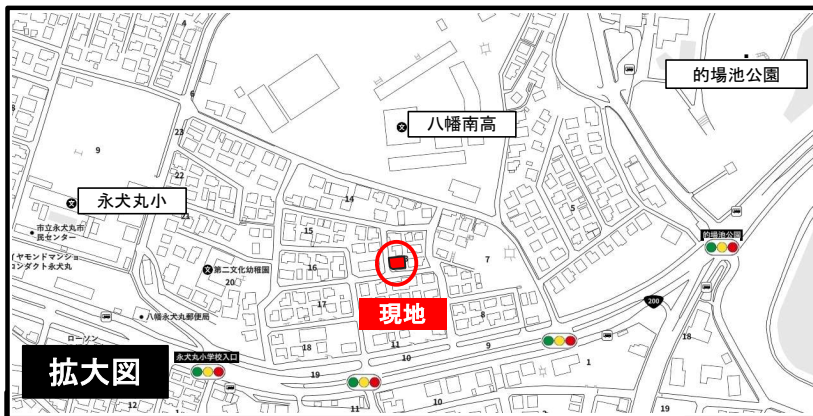 4
的場池公園
6
八幡南高
文
23
9
22
文
永犬丸小
14
5
21
15
市立永犬丸市
民センター
的場池公園
7
イヤモンドマンショ
コンダクト永犬丸
文
第二文化幼稚園
16
20
現地
200
17
八幡永犬丸郵便局
8
ローソン
18
11
9
18
永犬丸小学校入口
10
1
拡大図
19
12
11
10
19